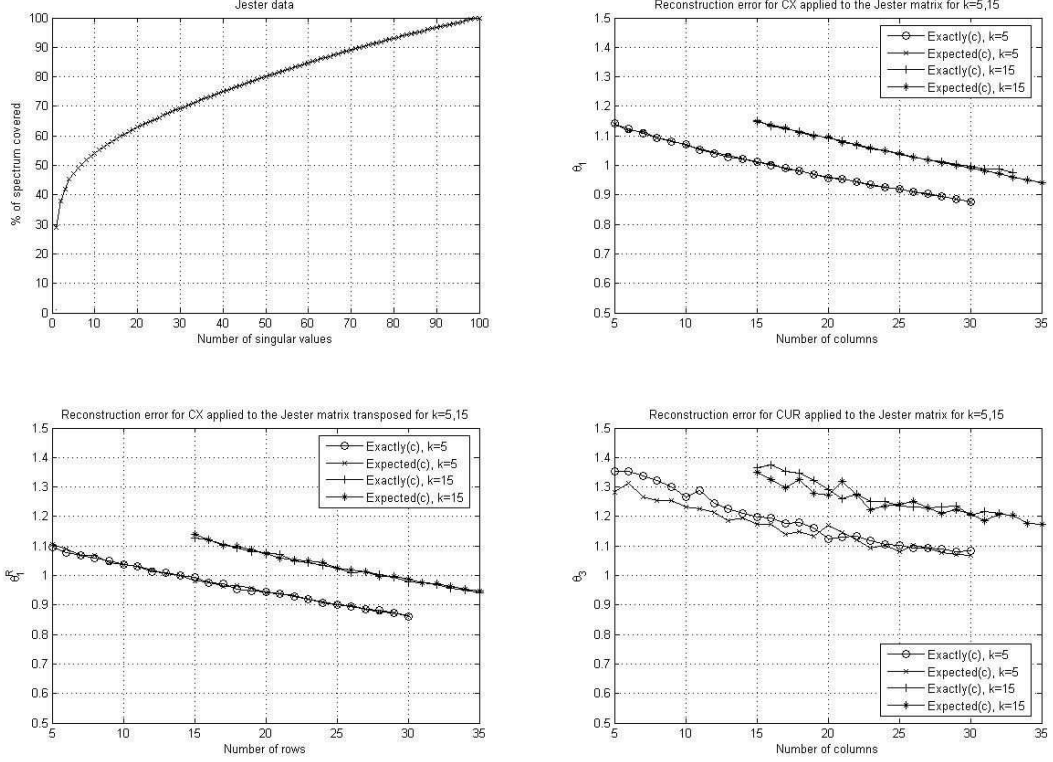 Jester data
100
90
80
70
60
50
40
30
20
10
0
% of spectrum covered
0 10 20 30 40 50 60 70 80 90 100
Number of singular values
Reconstruction error for CX applied to the Jester matrix for k=5,15
1.5
1.4
1.3
1.2
1.1
1
0.9
0.8
0.7
0.6
0.5
θ1
Exactly(c), k=5
Expected(c), k=5
Exactly(c), k=15
Expected(c), k=15
5 10 15 20 25 30 35
Number of columns
Reconstruction error for CX applied to the Jester matrix transposed for k=5,15
1.5
1.4
1.3
1.2
1.1
1
0.9
0.8
0.7
0.6
0.5
θ1R
Exactly(c), k=5
Expected(c), k=5
Exactly(c), k=15
Expected(c), k=15
5 10 15 20 25 30 35
Number of rows
Reconstruction error for CUR applied to the Jester matrix for k=5,15
1.5
1.4
1.3
1.2
1.1
1
0.9
0.8
0.7
0.6
0.5
θ3
Exactly(c), k=5
Expected(c), k=5
Exactly(c), k=15
Expected(c), k=15
5 10 15 20 25 30 35
Number of columns